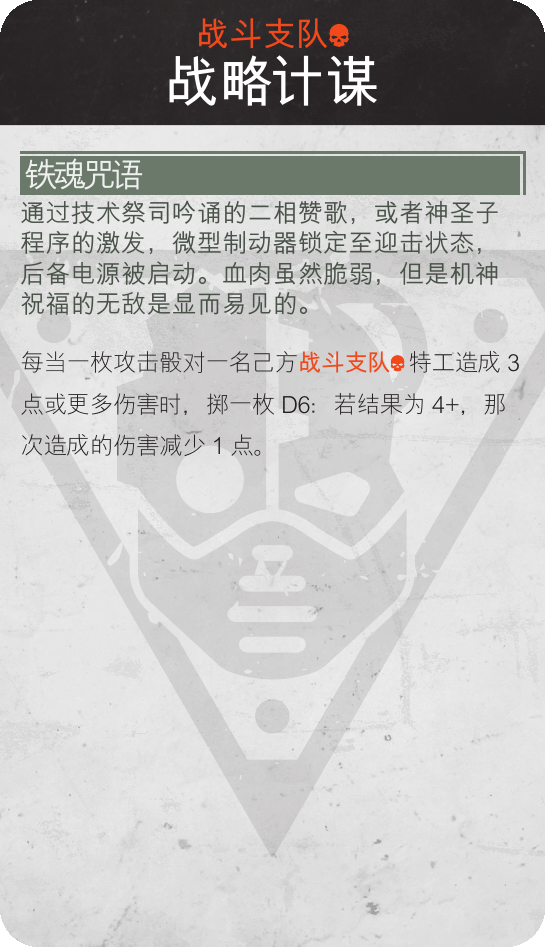 战斗支队
战略计谋
铁魂咒语
通过技术祭司吟诵的二相赞歌，或者神圣子
程序的激发，微型制动器锁定至迎击状态，
后备电源被启动。血肉虽然脆弱，但是机神
祝福的无敌是显而易见的。
每当一枚攻击骰对一名己方战斗支队特工造成 3
点或更多伤害时，掷一枚 D6：若结果为 4+，那
次造成的伤害减少 1 点。